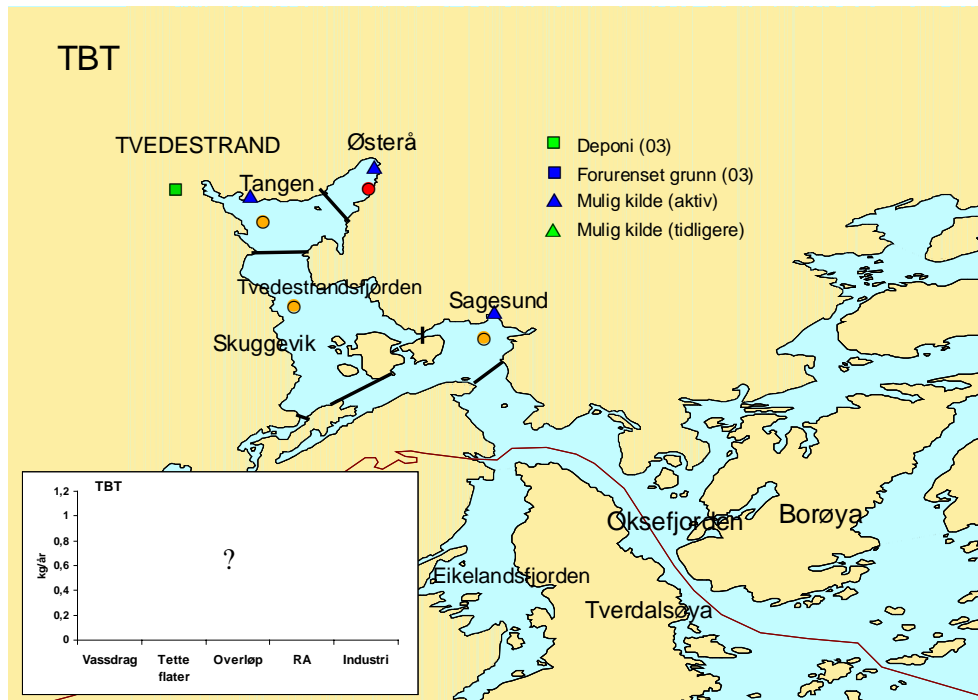 TBT
TVEDESTRAND
Østerå
Tangen
Deponi (03)
Forurenset grunn (03)
Mulig kilde (aktiv)
Mulig kilde (tidligere)
Tvedestrandsfjorden
Sagesund
Skuggevik
Oksefjorden
Borøya
Eikelandsfjorden
Tverdalsøya
TBT
1,2
1
0,8
0,6
0,4
0,2
0
kg/år
?
Vassdrag
Tette
flater
Overløp
RA
Industri